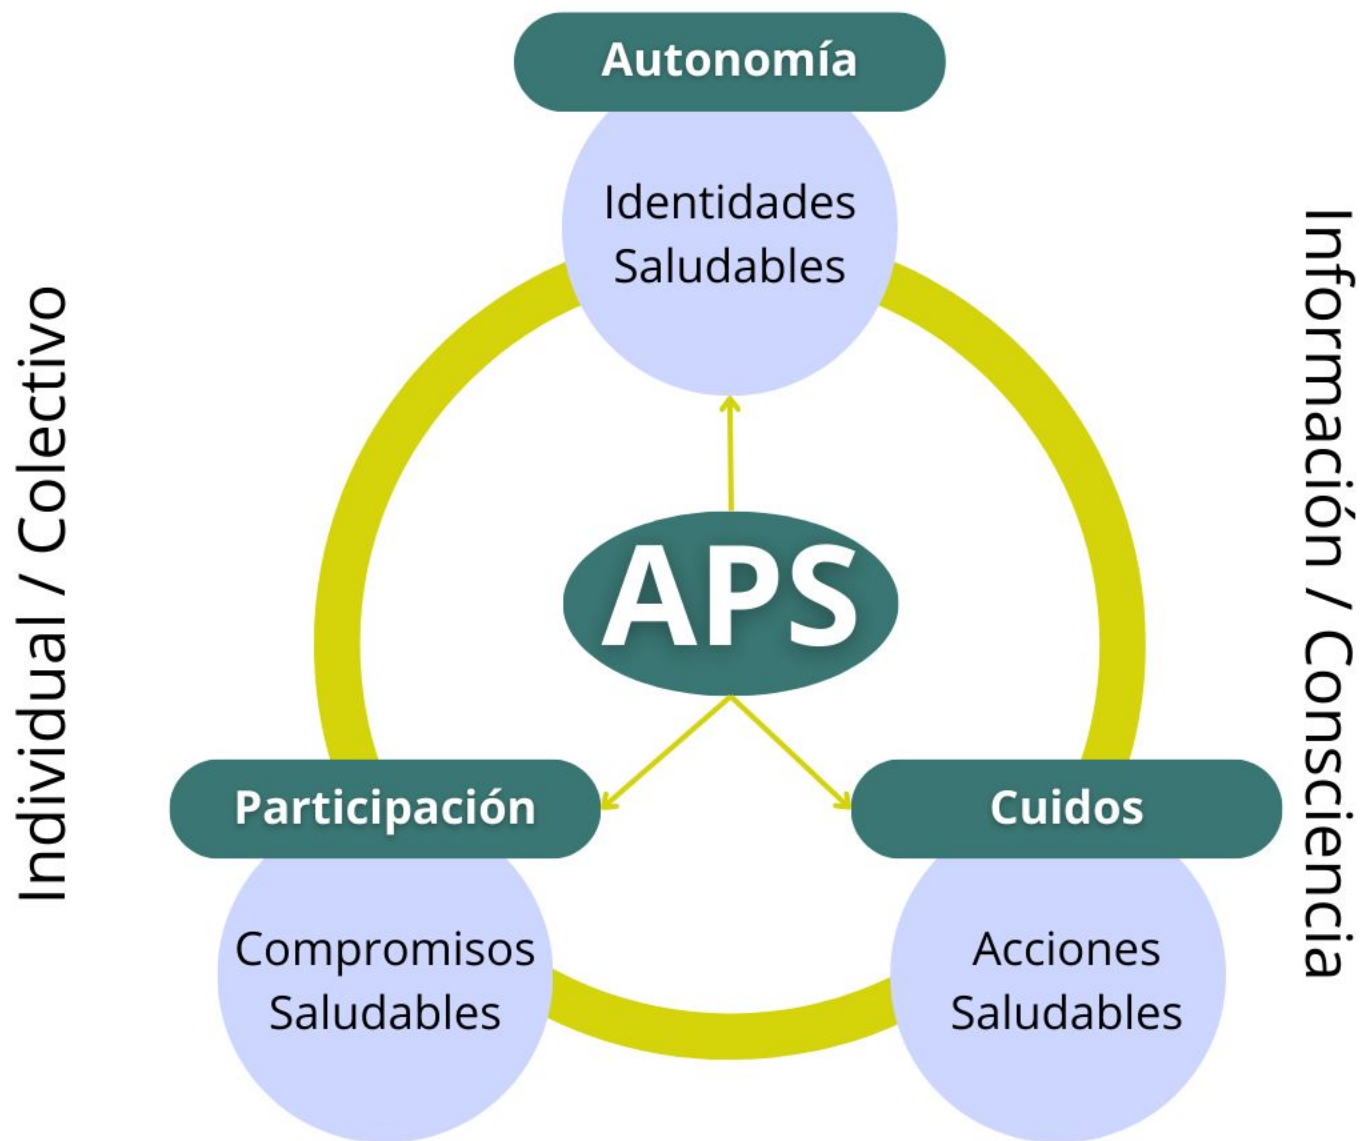 Autonomía
Identidades
Saludables
Individual / Colectivo
Información / Consciencia
APS
Participación
Cuidos
Compromisos
Saludables
Acciones
Saludables